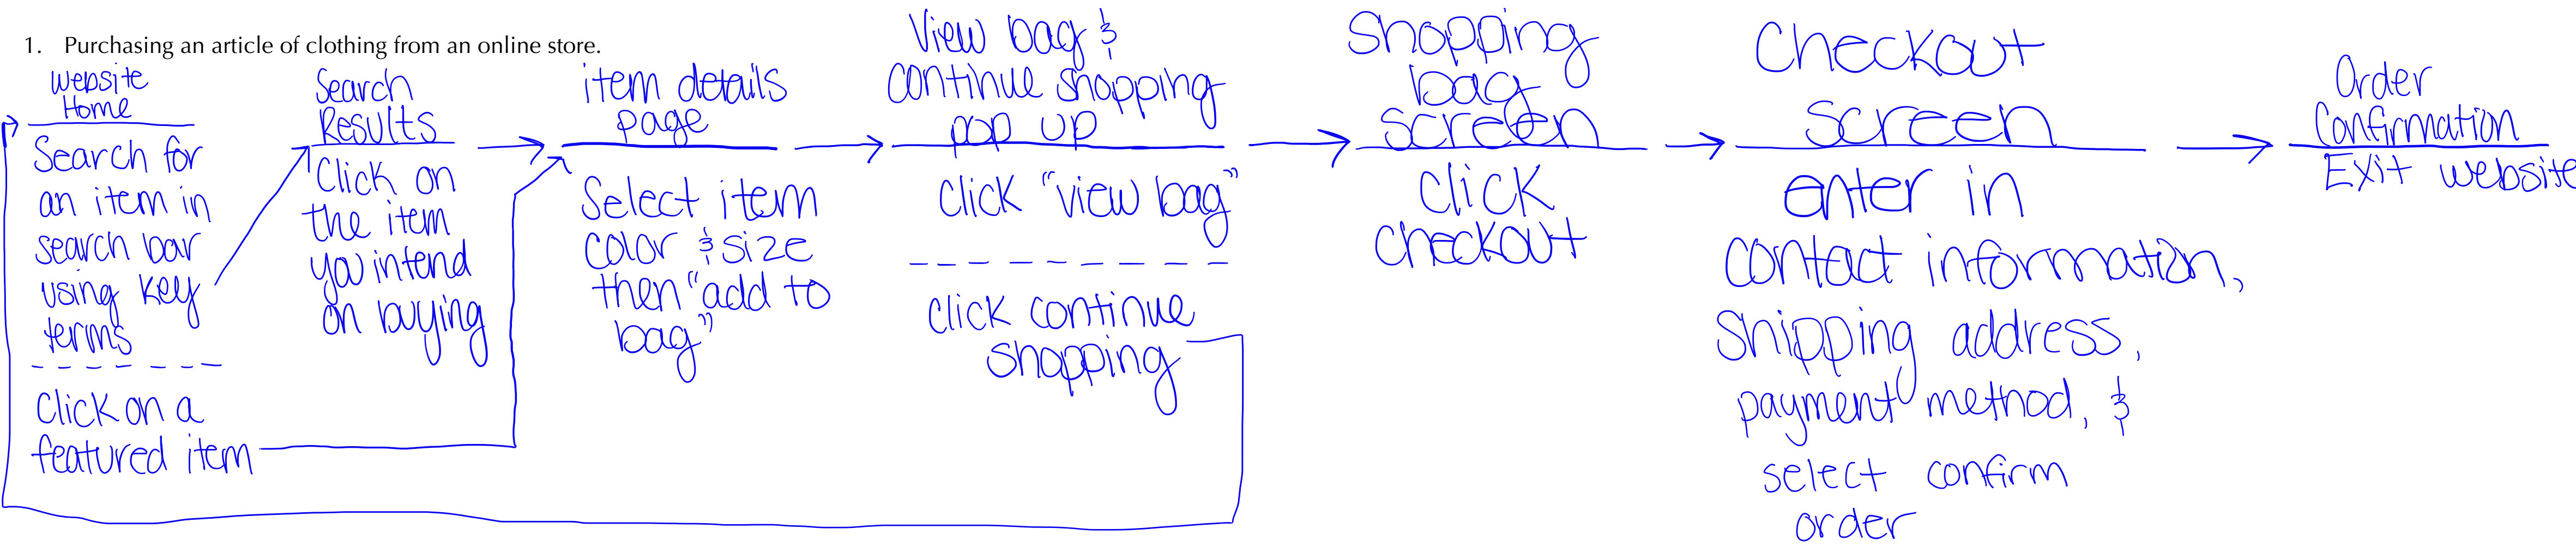 1. Purchasing an article of clothing from an online store.
website
Home
Search for
an item in
search bar
using key
terms
Click on a
featured item
Search
Results
Click on
the item
you intend
on buying
item details
page
Select item
color & size
then "add to
bag"
View bag &
continue shopping
pop up
click "view bag"
click continue
shopping
Shopping
bag
screen
click
checkout
Checkout
screen
enter in
contact information,
Shipping address,
payment method, &
select confirm
order
Order
Confirmation
Exit website